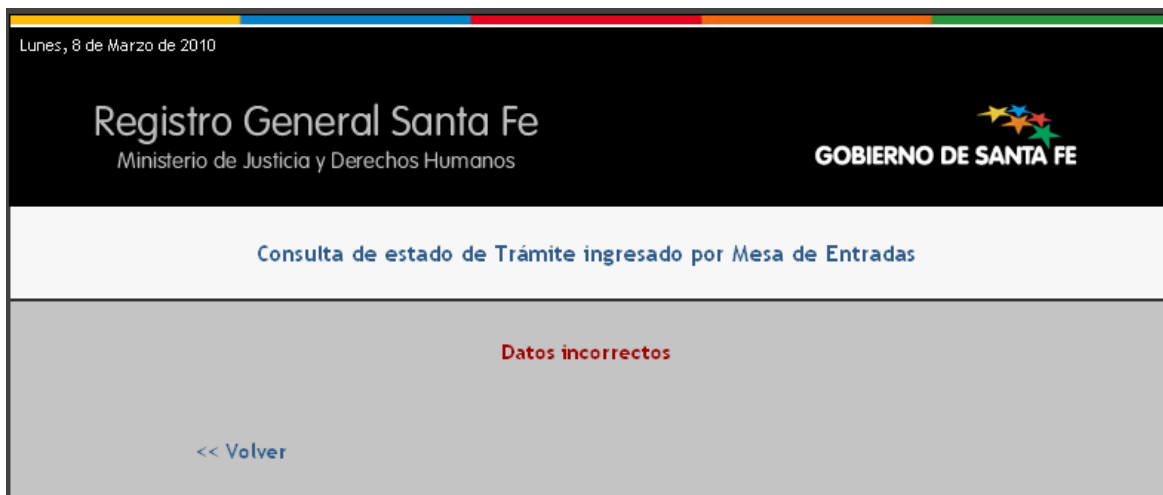 Lunes, 8 de Marzo de 2010
Registro General Santa Fe
Ministerio de Justicia y Derechos Humanos
GOBIERNO DE SANTA FE
Consulta de estado de Trámite ingresado por Mesa de Entradas
Datos incorrectos
<< Volver